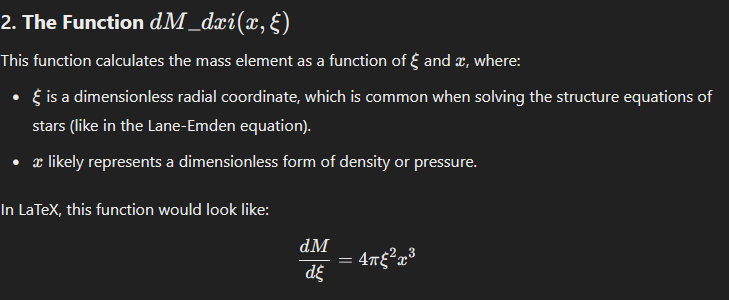 2. The Function dM_dxi(x, ξ)
This function calculates the mass element as a function of ξ and x, where:
• ξ is a dimensionless radial coordinate, which is common when solving the structure equations of
stars (like in the Lane-Emden equation).
• x likely represents a dimensionless form of density or pressure.
In LaTeX, this function would look like:
dM/dξ = 4πξ²x³